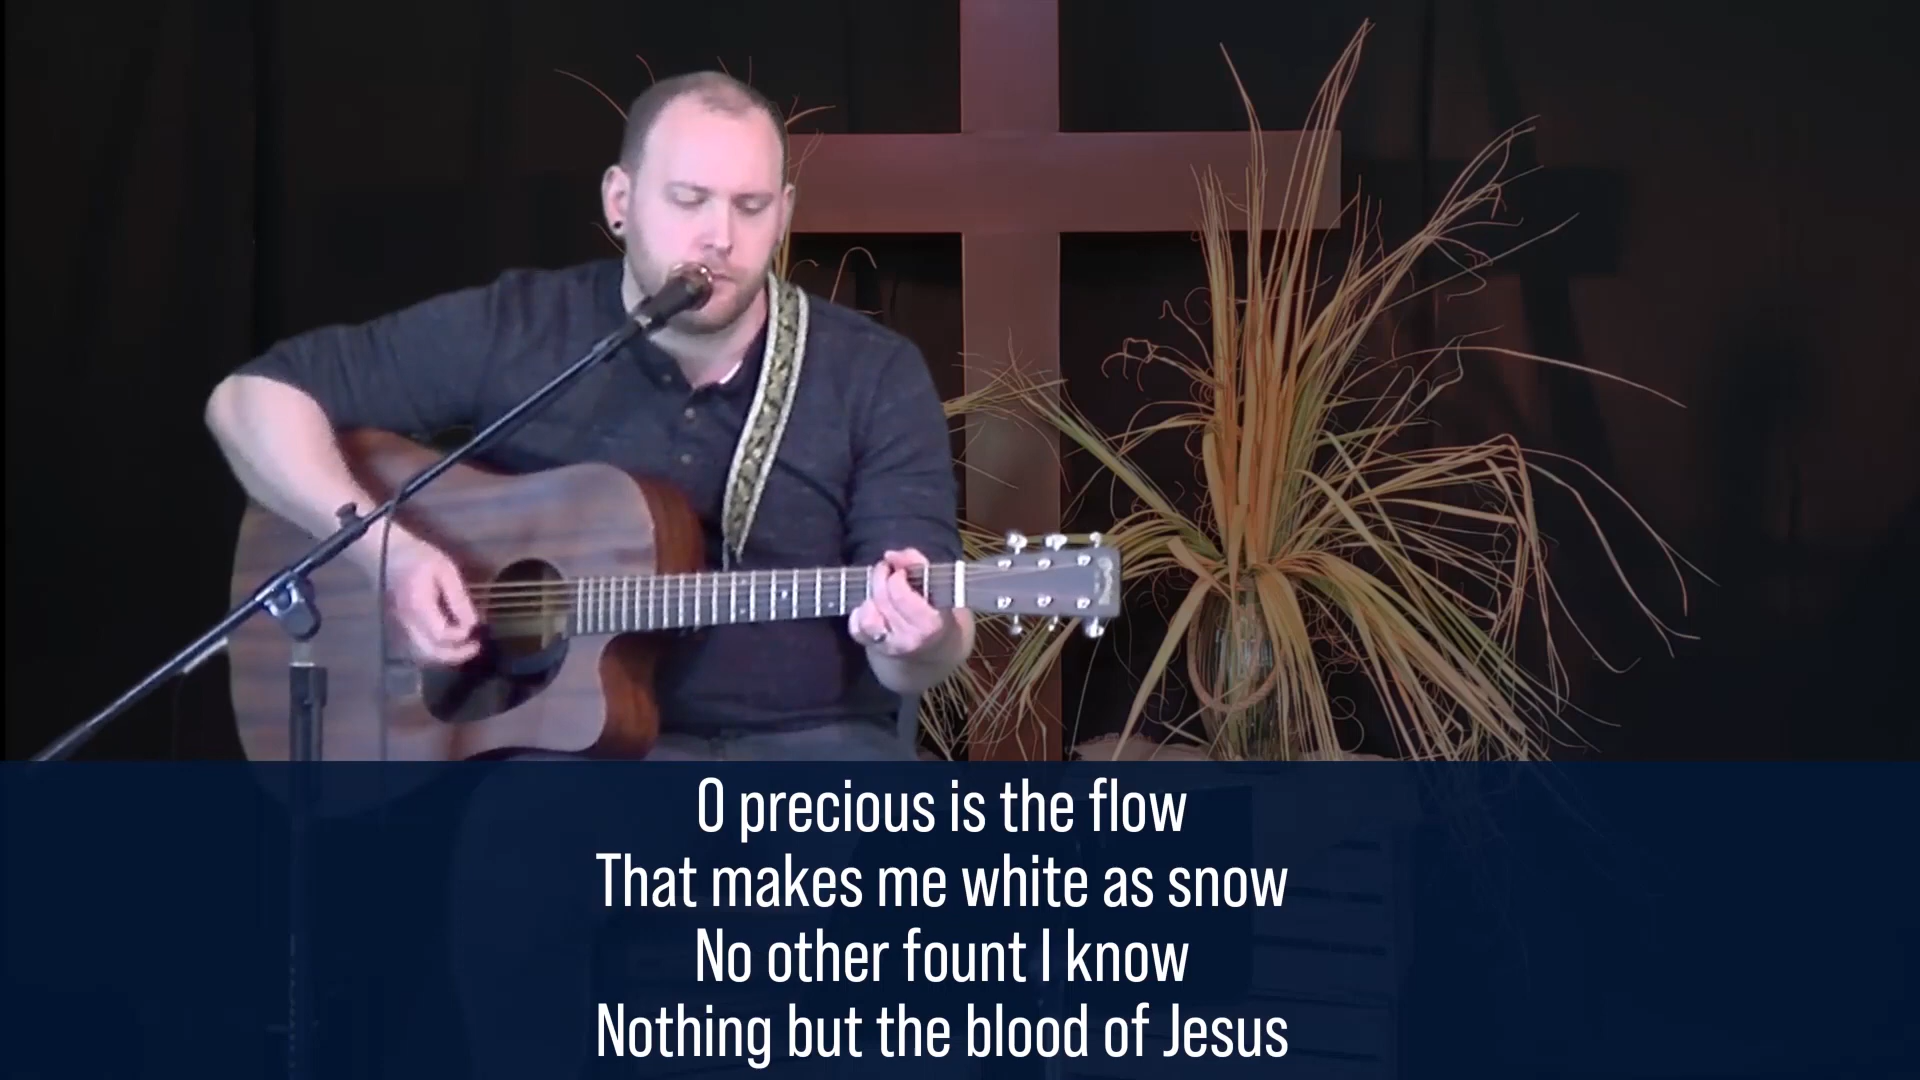 O precious is the flow
That makes me white as snow
No other fount I know
Nothing but the blood of Jesus